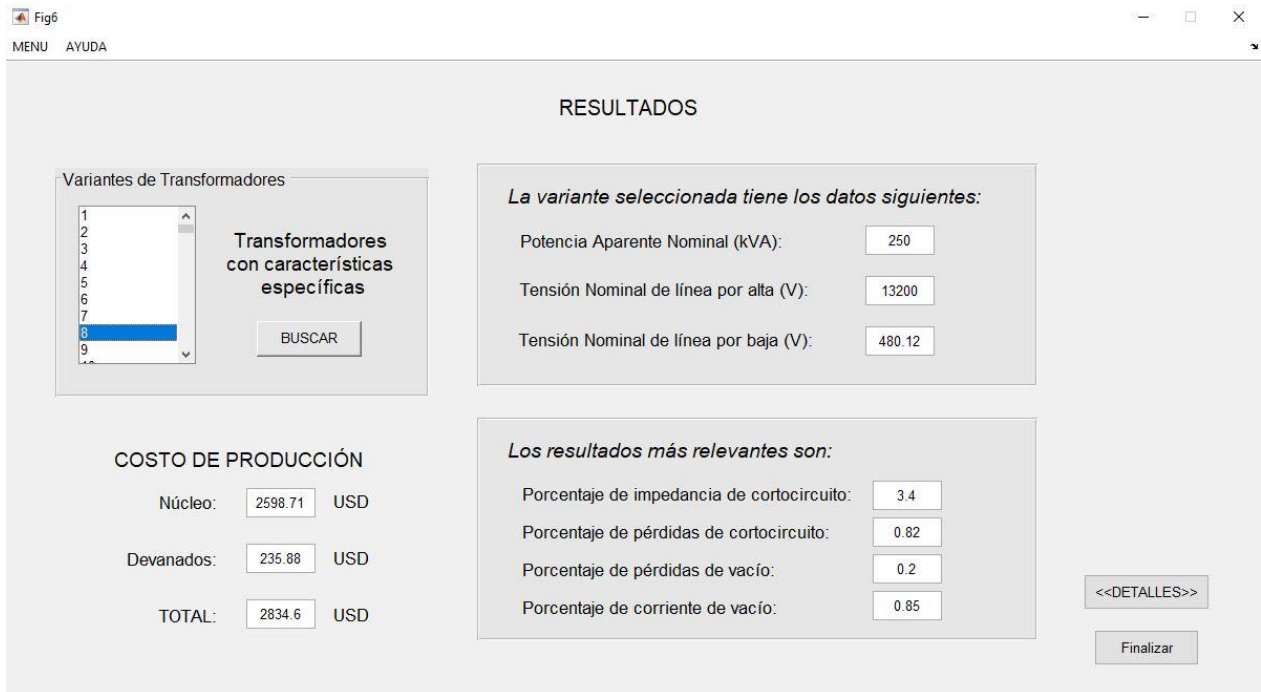 Fig6
MENU AYUDA
RESULTADOS
Variantes de Transformadores
1
2
3
4
5
6
7
8
9
Transformadores
con características
específicas
BUSCAR
La variante seleccionada tiene los datos siguientes:
Potencia Aparente Nominal (kVA): 250
Tensión Nominal de línea por alta (V): 13200
Tensión Nominal de línea por baja (V): 480.12
COSTO DE PRODUCCIÓN
Núcleo: 2598.71 USD
Devanados: 235.88 USD
TOTAL: 2834.6 USD
Los resultados más relevantes son:
Porcentaje de impedancia de cortocircuito: 3.4
Porcentaje de pérdidas de cortocircuito: 0.82
Porcentaje de pérdidas de vacío: 0.2
Porcentaje de corriente de vacío: 0.85
<<DETALLES>>
Finalizar